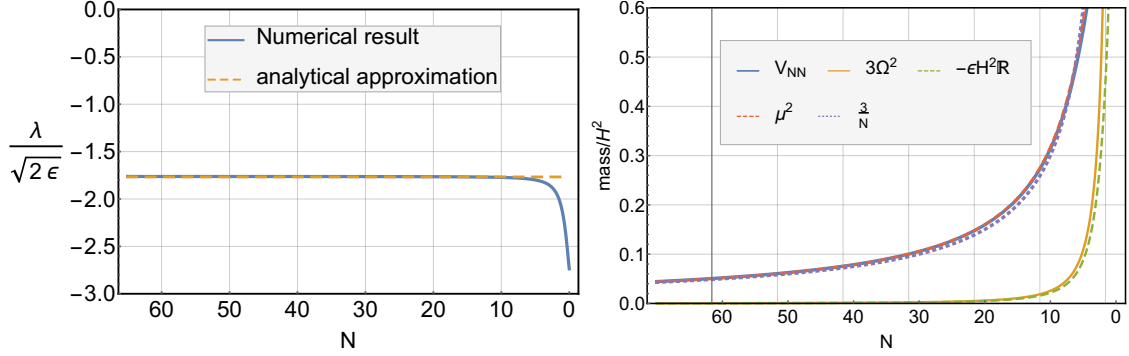 0.0
−0.5
−1.0
−1.5
−2.0
−2.5
−3.0
λ
√2 ϵ
Numerical result
analytical approximation
60 50 40 30 20 10 0
N
0.6
0.5
0.4
0.3
0.2
0.1
0.0
mass/H²
V_NN 3Ω² −ϵH²ℝ
μ² 3/N
60 50 40 30 20 10 0
N